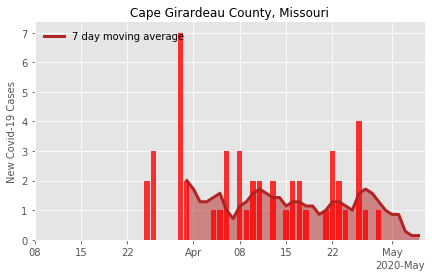 Cape Girardeau County, Missouri
7 day moving average
New Covid-19 Cases
7
6
5
4
3
2
1
0
08 15 22 Apr 08 15 22 May
2020-May